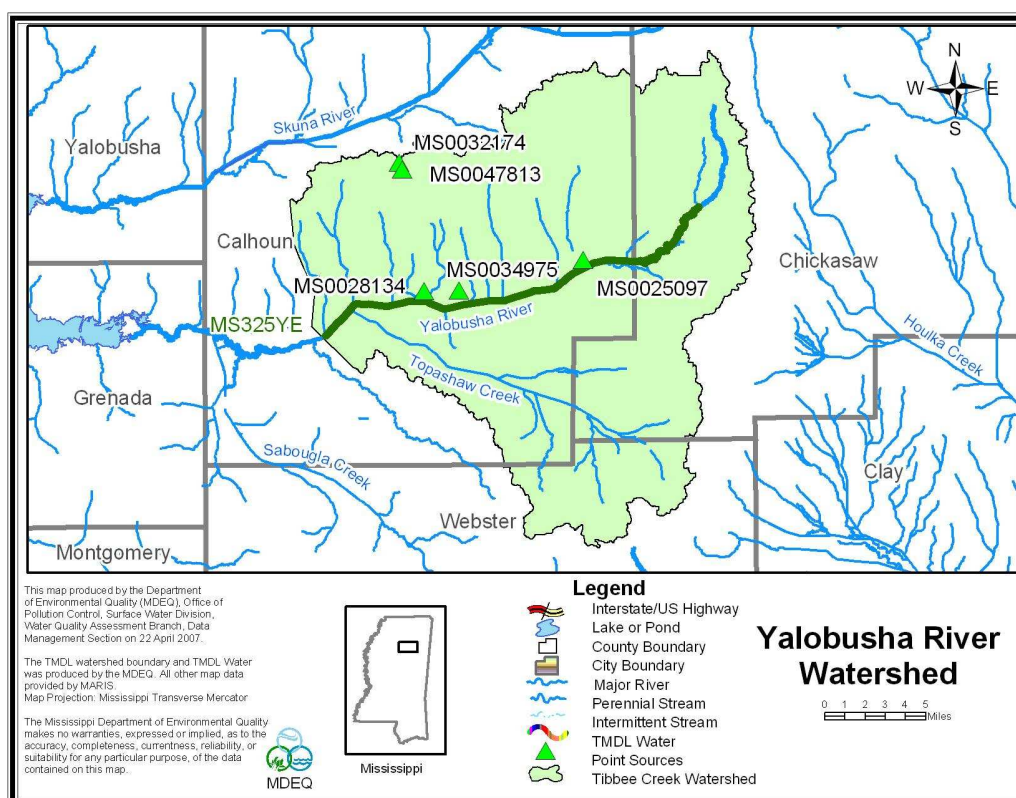 N
W E
S
Skuna River
Yalobusha
MS0032174
MS0047813
Calhoun
Chickasaw
MS0034975
MS0028134
MS0025097
MS325YE
Yalobusha River
Houlka Creek
Topashaw Creek
Grenada
Sabougla Creek
Clay
Webster
Montgomery
This map produced by the Department
of Environmental Quality (MDEQ), Office of
Pollution Control, Surface Water Division,
Water Quality Assessment Branch, Data
Management Section on 22 April 2007.
The TMDL watershed boundary and TMDL Water
was produced by the MDEQ. All other map data
provided by MARIS.
Map Projection: Mississippi Transverse Mercator
The Mississippi Department of Environmental Quality
makes no warranties, expressed or implied, as to the
accuracy, completeness, currentness, reliability, or
suitability for any particular purpose, of the data
contained on this map.
MDEQ
Mississippi
Legend
Interstate/US Highway
Lake or Pond
County Boundary
City Boundary
Major River
Perennial Stream
Intermittent Stream
TMDL Water
Point Sources
Tibbee Creek Watershed
Yalobusha River
Watershed
0 1 2 3 4 5
Miles